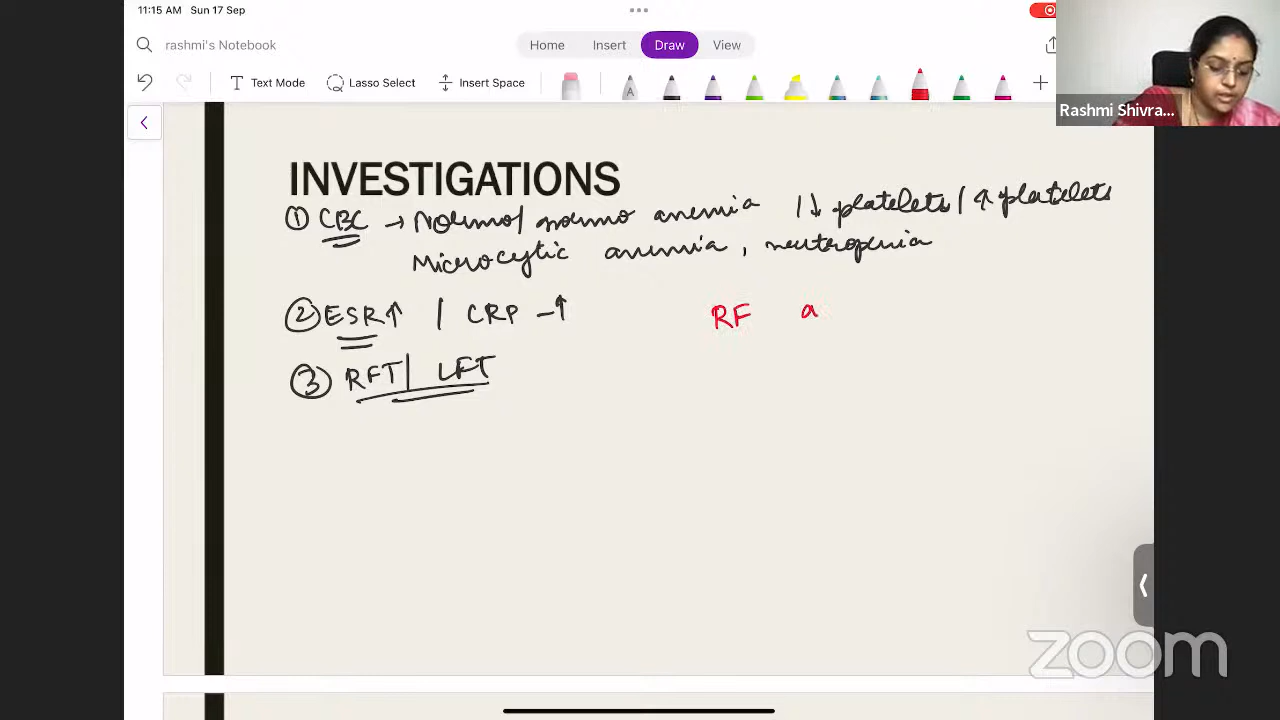 11:15 AM Sun 17 Sep
rashmi's Notebook
Home Insert Draw View
Text Mode Lasso Select Insert Space
A
Rashmi Shivra...
INVESTIGATIONS
① CBC → Normo/normo anemia /↓ platelets/↑ platelets
Microcytic anemia, neutropenia
② ESR↑ / CRP -↑ RF a
③ RFT/ LFT
zoom